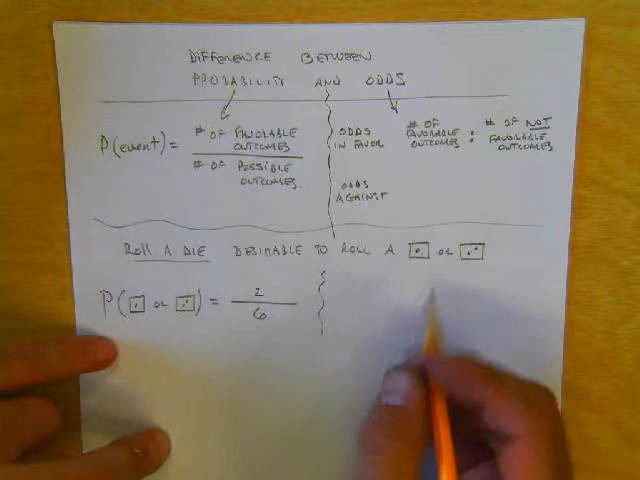 DIFFERENCE BETWEEN
PROBABILITY AND ODDS
P(event) = # OF FAVORABLE OUTCOMES
# OF POSSIBLE OUTCOMES.
ODDS IN FAVOR
# OF FAVORABLE OUTCOMES : # OF NOT FAVORABLE OUTCOMES
ODDS AGAINST
ROLL A DIE DESIRABLE TO ROLL A OR
P( OR ) = 2
6